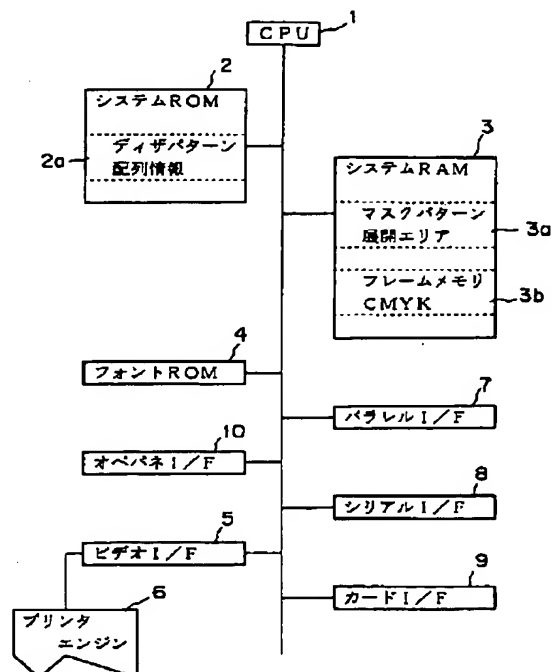 1
CPU
2
システムROM
2a
ディザパターン
配列情報
3
システムRAM
マスクパターン
展開エリア
3a
フレームメモリ
CMYK
3b
4
フォントROM
7
パラレルI/F
10
オペパネI/F
8
シリアルI/F
5
ビデオI/F
9
カードI/F
6
プリンタ
エンジン